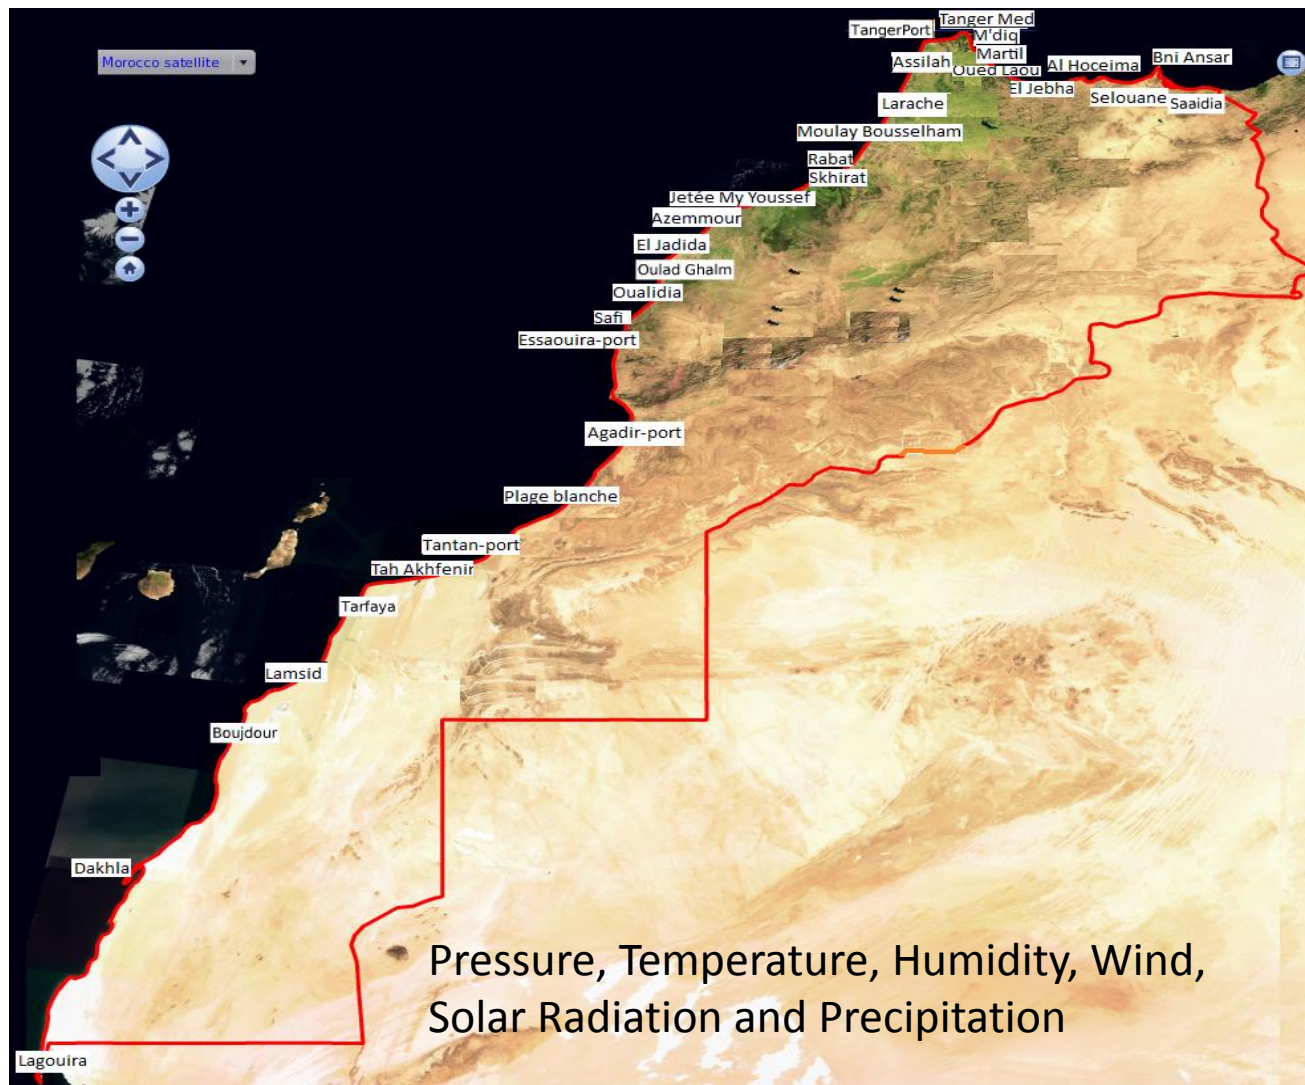 Tanger Med
TangerPort
M'diq
Morocco satellite
Martil
Bni Ansar
Assilah
Al Hoceima
Oued Laou
El Jebha
Selouane
Saaidia
Larache
Moulay Bousselham
Rabat
Skhirat
Jetée My Youssef
Azemmour
El Jadida
Oulad Ghalm
Oualidia
Safi
Essaouira-port
Agadir-port
Plage blanche
Tantan-port
Tah Akhfenir
Tarfaya
Lamsid
Boujdour
Dakhla
Pressure, Temperature, Humidity, Wind,
Solar Radiation and Precipitation
Lagouira